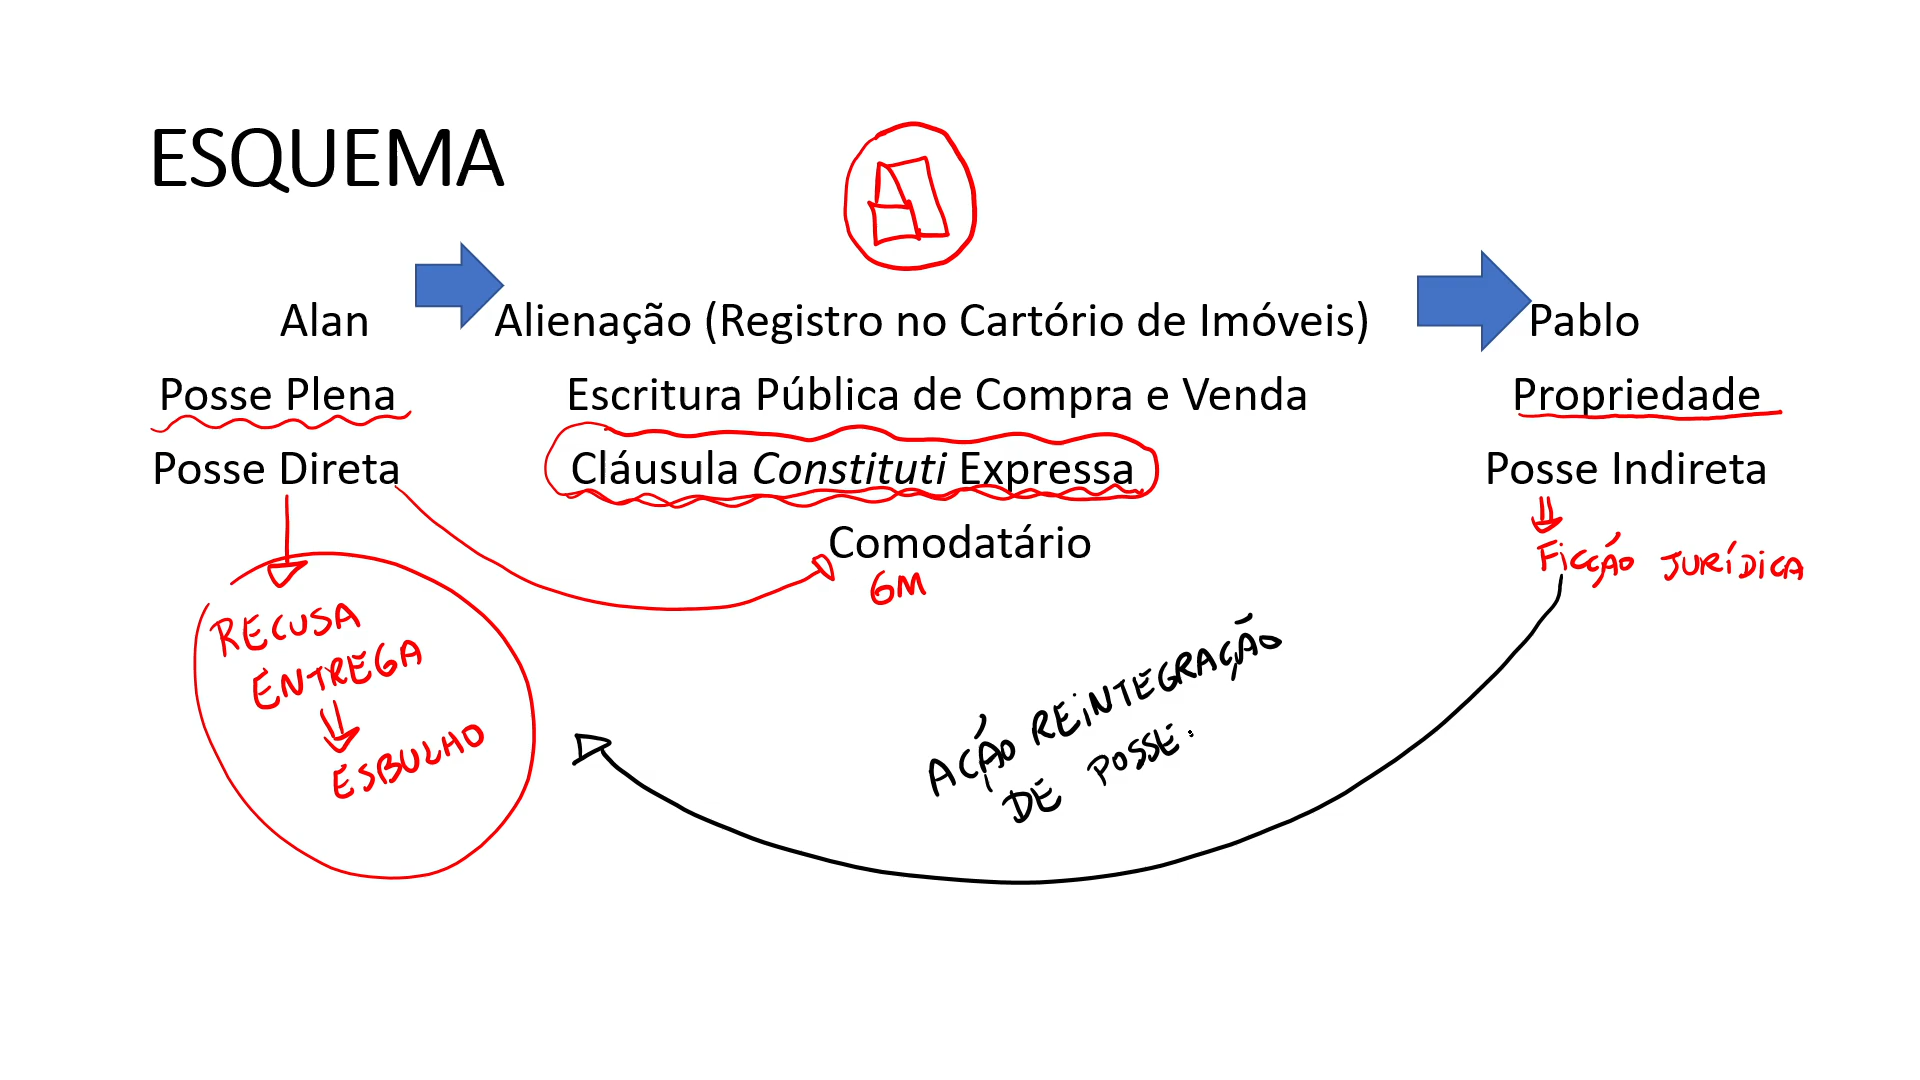 ESQUEMA
Alan
Alienação (Registro no Cartório de Imóveis)
Pablo
Posse Plena
Escritura Pública de Compra e Venda
Propriedade
Posse Direta
Cláusula Constituti Expressa
Posse Indireta
Comodatário
6M
FICÇÃO JURÍDICA
RECUSA
ENTREGA
ESBULHO
AÇÃO REINTEGRAÇÃO
DE POSSE.